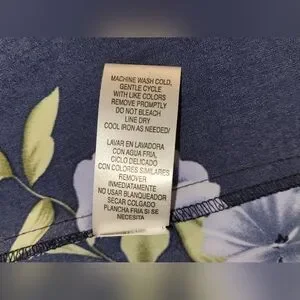 MACHINE WASH COLD,
GENTLE CYCLE
WITH LIKE COLORS
REMOVE PROMPTLY
DO NOT BLEACH
LINE DRY
COOL IRON AS NEEDED/
LAVAR EN LAVADORA
CON AGUA FRIA,
CICLO DELICADO
CON COLORES SIMILARES
REMOVER
INMEDIATAMENTE
NO USAR BLANQUEADOR
SECAR COLGADO
PLANCHA FRIA SI SE
NECESITA